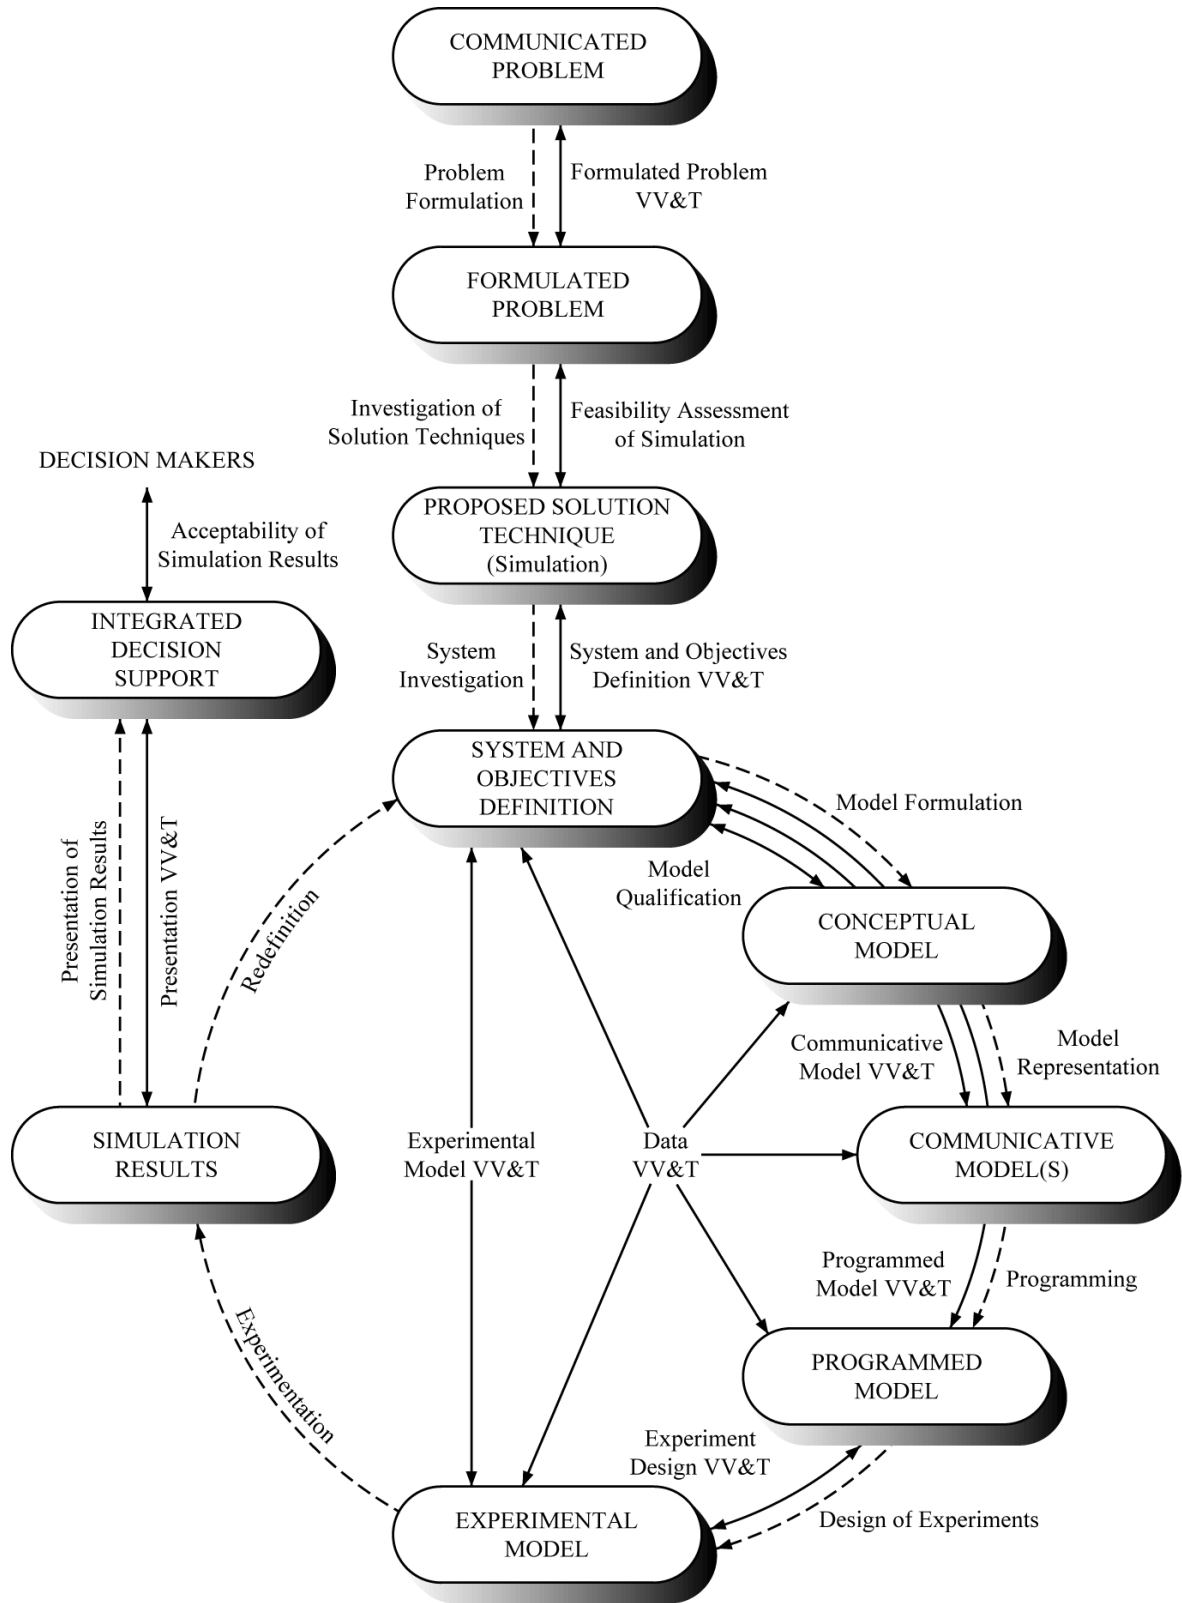 COMMUNICATED
PROBLEM
Problem
Formulation
Formulated Problem
VV&T
FORMULATED
PROBLEM
Investigation of
Solution Techniques
Feasibility Assessment
of Simulation
DECISION MAKERS
Acceptability of
Simulation Results
PROPOSED SOLUTION
TECHNIQUE
(Simulation)
INTEGRATED
DECISION
SUPPORT
System
Investigation
System and Objectives
Definition VV&T
SYSTEM AND
OBJECTIVES
DEFINITION
Model Formulation
Model
Qualification
Presentation of
Simulation Results
Presentation VV&T
Redefinition
CONCEPTUAL
MODEL
Communicative
Model VV&T
Model
Representation
SIMULATION
RESULTS
Experimental
Model VV&T
Data
VV&T
COMMUNICATIVE
MODEL(S)
Programmed
Model VV&T
Programming
Experimentation
PROGRAMMED
MODEL
Experiment
Design VV&T
Design of Experiments
EXPERIMENTAL
MODEL